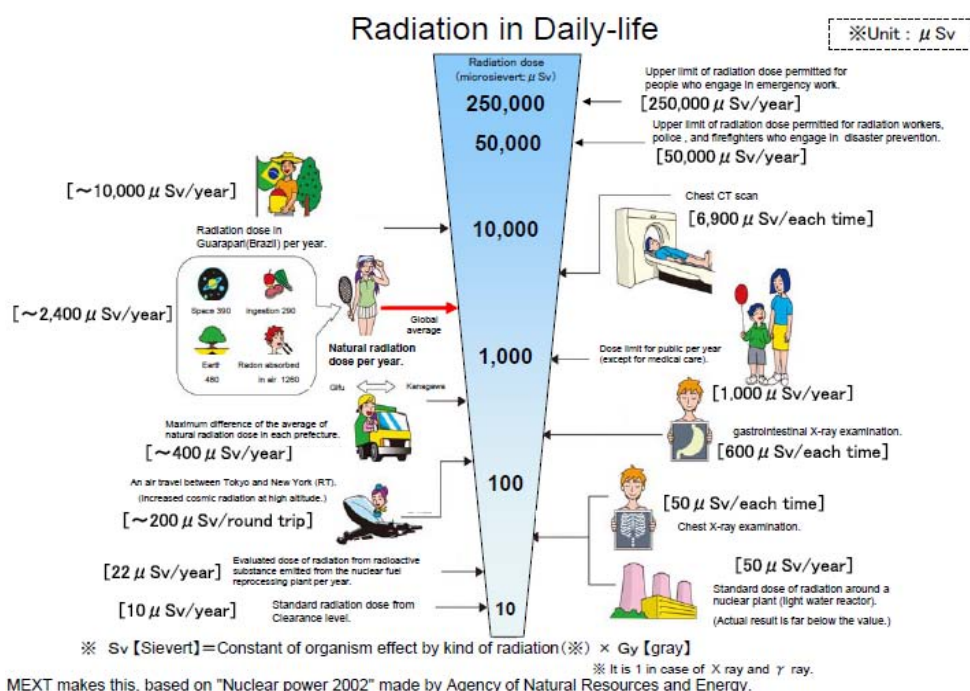 Radiation in Daily-life
※Unit : μ Sv
Radiation dose
(microsievert: μ Sv)
250,000
50,000
10,000
1,000
100
10
Upper limit of radiation dose permitted for
people who engage in emergency work.
[250,000 μ Sv/year]
Upper limit of radiation dose permitted for radiation workers,
police , and firefighters who engage in disaster prevention.
[50,000 μ Sv/year]
[~10,000 μ Sv/year]
Radiation dose in
Guarapari(Brazil) per year.
Chest CT scan
[6,900 μ Sv/each time]
[~2,400 μ Sv/year]
Space 390
Ingestion 290
Earth
480
Radon absorbed
in air 1260
Global
average
Natural radiation
dose per year.
Dose limit for public per year
(except for medical care).
[1,000 μ Sv/year]
Gifu
Kanagawa
Maximum difference of the average of
natural radiation dose in each prefecture.
[~400 μ Sv/year]
gastrointestinal X-ray examination.
[600 μ Sv/each time]
An air travel between Tokyo and New York (RT).
(Increased cosmic radiation at high altitude.)
[~200 μ Sv/round trip]
[50 μ Sv/each time]
Chest X-ray examination.
[22 μ Sv/year]
Evaluated dose of radiation from radioactive
substance emitted from the nuclear fuel
reprocessing plant per year.
[50 μ Sv/year]
Standard dose of radiation around a
nuclear plant (light water reactor).
(Actual result is far below the value.)
[10 μ Sv/year]
Standard radiation dose from
Clearance level.
※ Sv【Sievert】=Constant of organism effect by kind of radiation(※) × Gy【gray】
※ It is 1 in case of X ray and γ ray.
MEXT makes this, based on "Nuclear power 2002" made by Agency of Natural Resources and Energy.